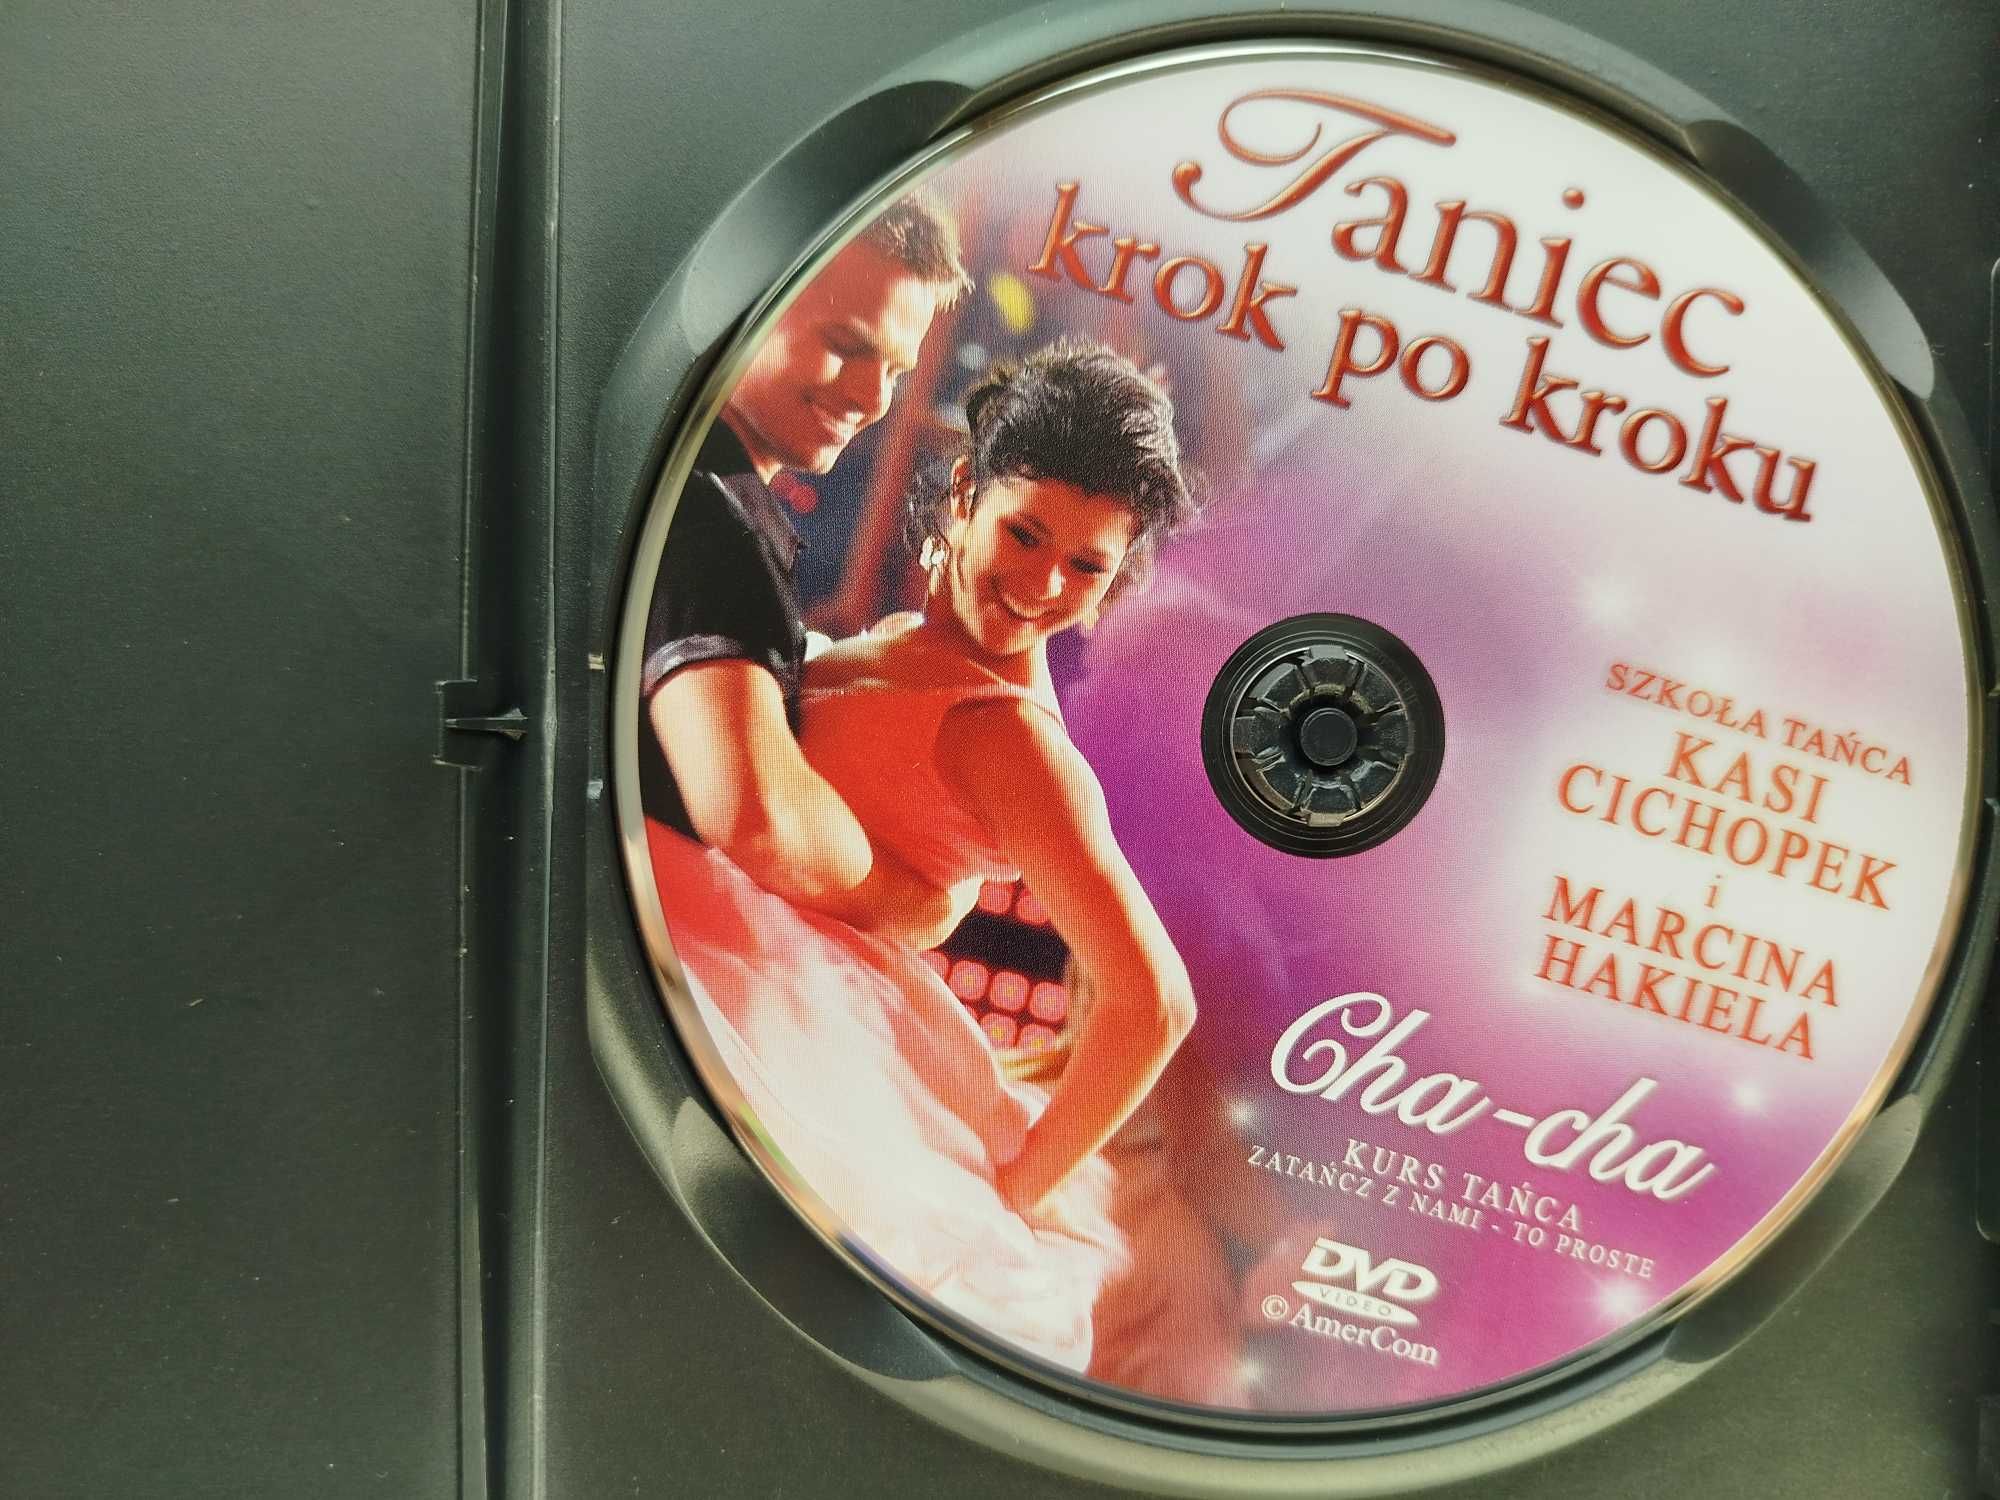 Taniec
krok po kroku
SZKOŁA TAŃCA
KASI
CICHOPEK
i
MARCINA
HAKIELA
Cha-cha
KURS TAŃCA
ZATAŃCZ Z NAMI - TO PROSTE
DVD
VIDEO
© AmerCom